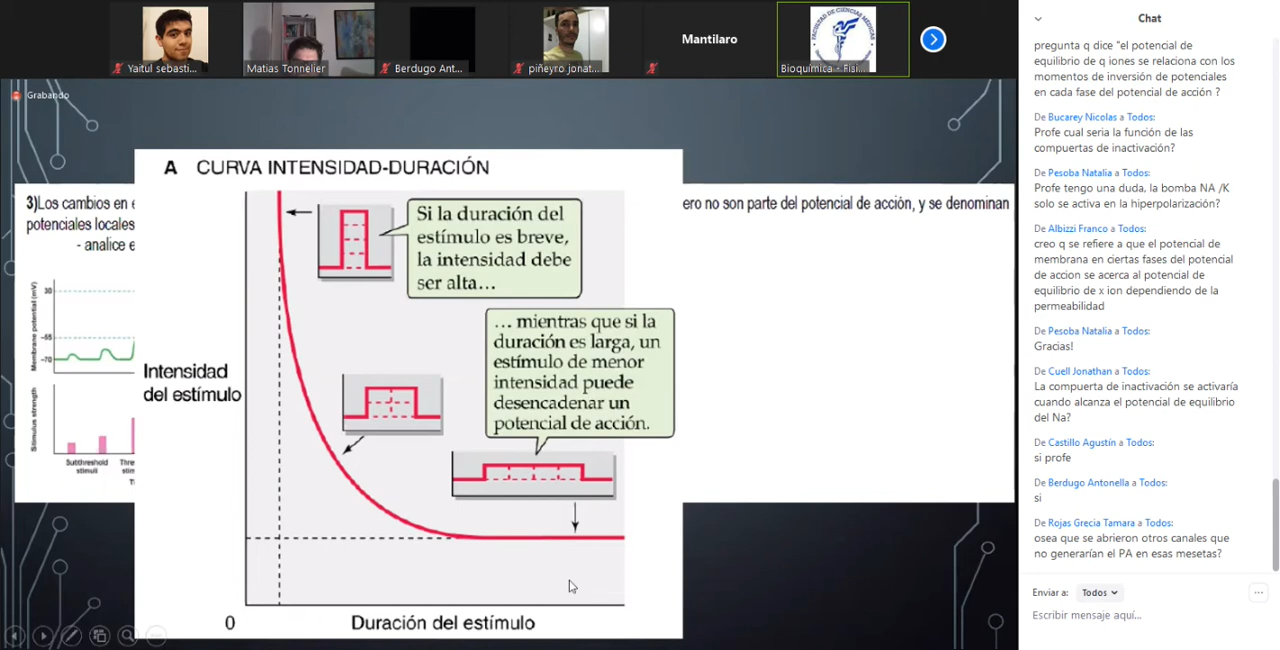 Yaitul sebasti...
Matias Tonnelier
Berdugo Ant...
piñeyro jonat...
Mantilaro
FACULTAD DE CIENCIAS MÉDICAS
Bioquímica - Fisi...
Grabando
A CURVA INTENSIDAD-DURACIÓN
3)Los cambios en e
ero no son parte del potencial de acción, y se denominan
potenciales locales
- analice e
Si la duración del
estímulo es breve,
la intensidad debe
ser alta...
... mientras que si la
duración es larga, un
estímulo de menor
intensidad puede
desencadenar un
potencial de acción.
Intensidad
del estímulo
0
Duración del estímulo
Membrane potential (mV)
30
-55
-70
Stimulus strength
Subthreshold
stimuli
Thre
stim
T
Chat
pregunta q dice "el potencial de
equilibrio de q iones se relaciona con los
momentos de inversión de potenciales
en cada fase del potencial de acción ?
De Bucarey Nicolas a Todos:
Profe cual seria la función de las
compuertas de inactivación?
De Pesoba Natalia a Todos:
Profe tengo una duda, la bomba NA /K
solo se activa en la hiperpolarización?
De Albizzi Franco a Todos:
creo q se refiere a que el potencial de
membrana en ciertas fases del potencial
de accion se acerca al potencial de
equilibrio de x ion dependiendo de la
permeabilidad
De Pesoba Natalia a Todos:
Gracias!
De Cuell Jonathan a Todos:
La compuerta de inactivación se activaría
cuando alcanza el potencial de equilibrio
del Na?
De Castillo Agustín a Todos:
si profe
De Berdugo Antonella a Todos:
si
De Rojas Grecia Tamara a Todos:
osea que se abrieron otros canales que
no generarían el PA en esas mesetas?
Enviar a: Todos
Escribir mensaje aquí...